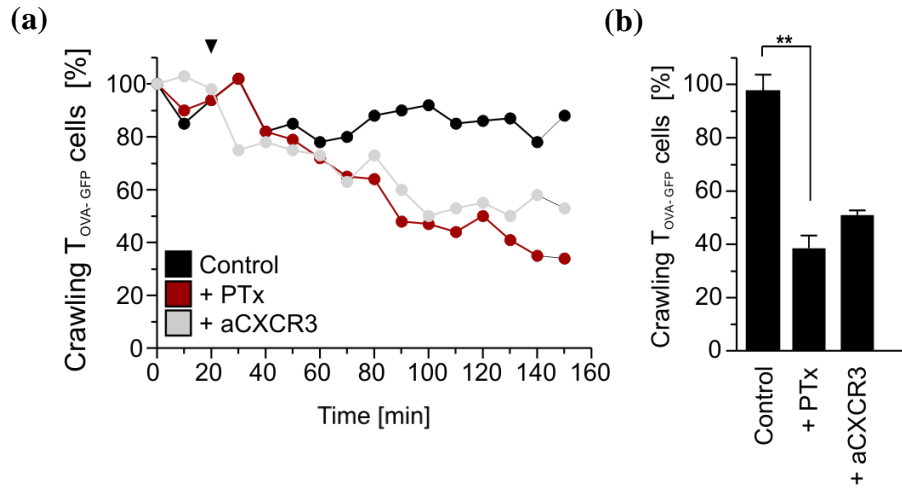 (a)
Crawling TOVA-GFP cells [%]
100
80
60
40
20
0
Control
+ PTx
+ aCXCR3
0 20 40 60 80 100 120 140 160
Time [min]
(b)
Crawling TOVA-GFP cells [%]
100
80
60
40
20
0
**
Control
+ PTx
+ aCXCR3